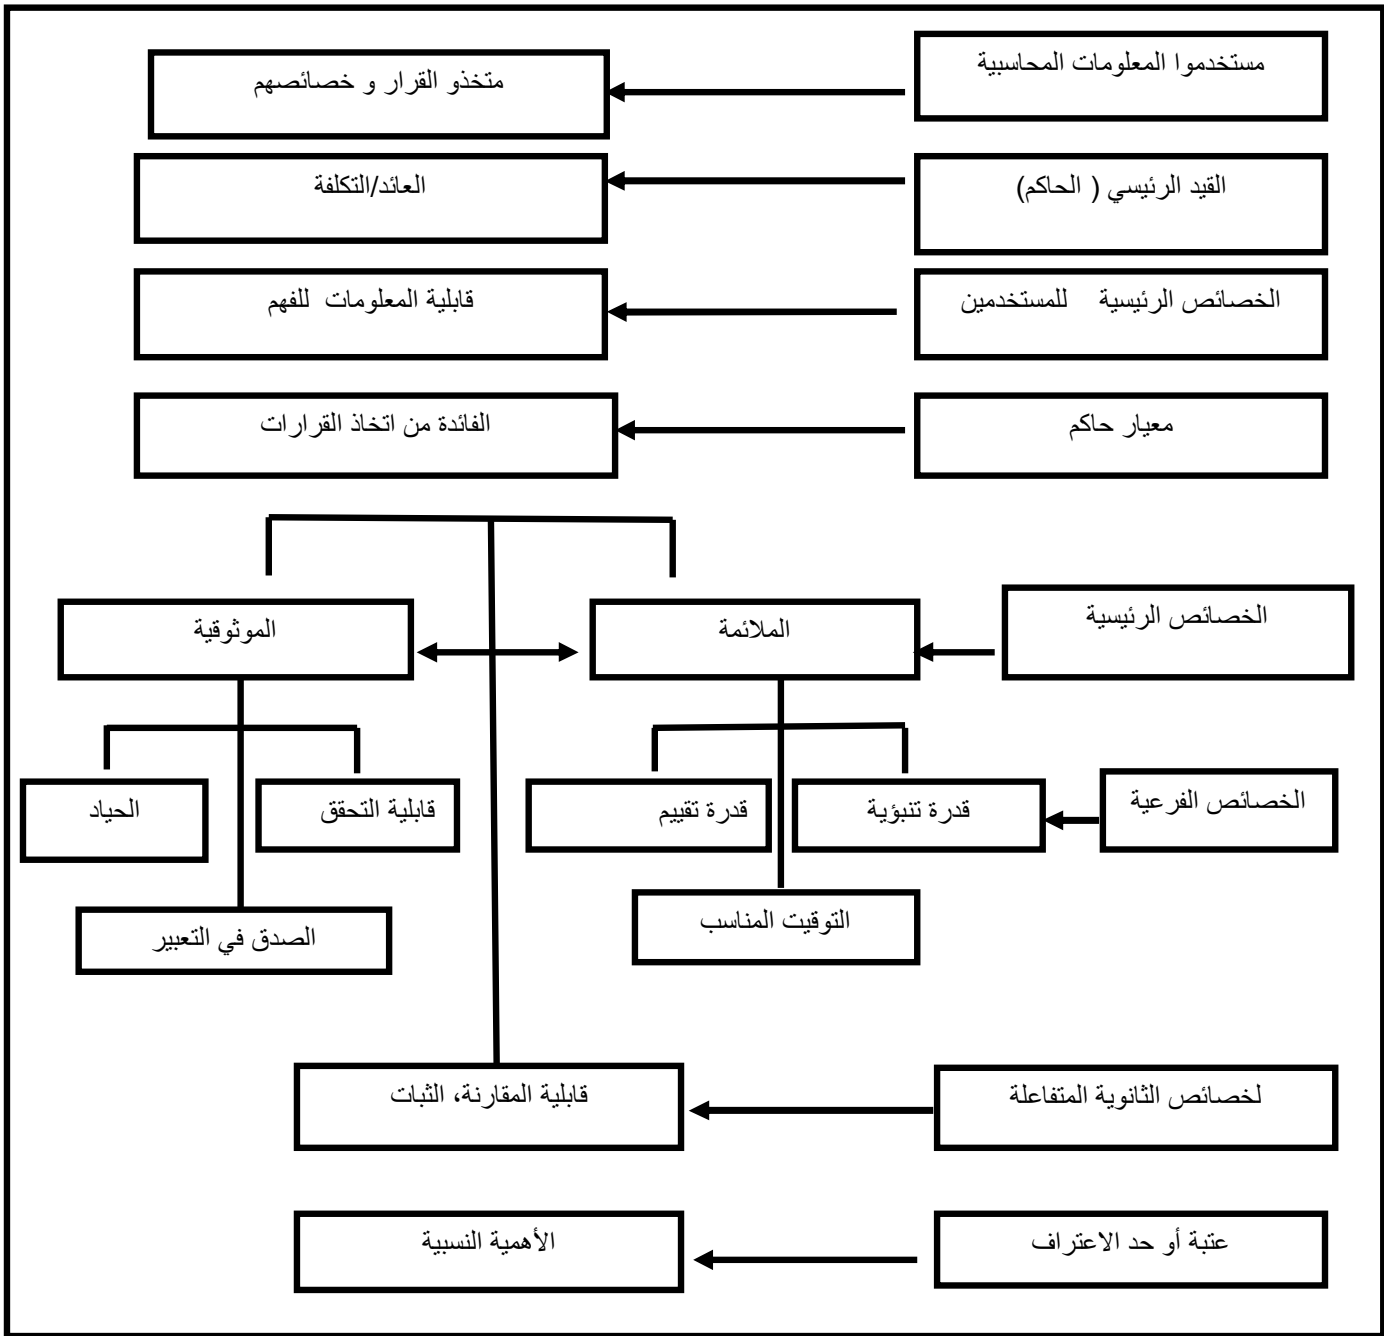 مستخدموا المعلومات المحاسبية
متخذو القرار و خصائصهم
القيد الرئيسي ( الحاكم)
العائد/التكلفة
الخصائص الرئيسية للمستخدمين
قابلية المعلومات للفهم
معيار حاكم
الفائدة من اتخاذ القرارات
الخصائص الرئيسية
الملائمة
الموثوقية
الخصائص الفرعية
قدرة تنبؤية
قدرة تقييم
قابلية التحقق
الحياد
التوقيت المناسب
الصدق في التعبير
لخصائص الثانوية المتفاعلة
قابلية المقارنة، الثبات
عتبة أو حد الاعتراف
الأهمية النسبية